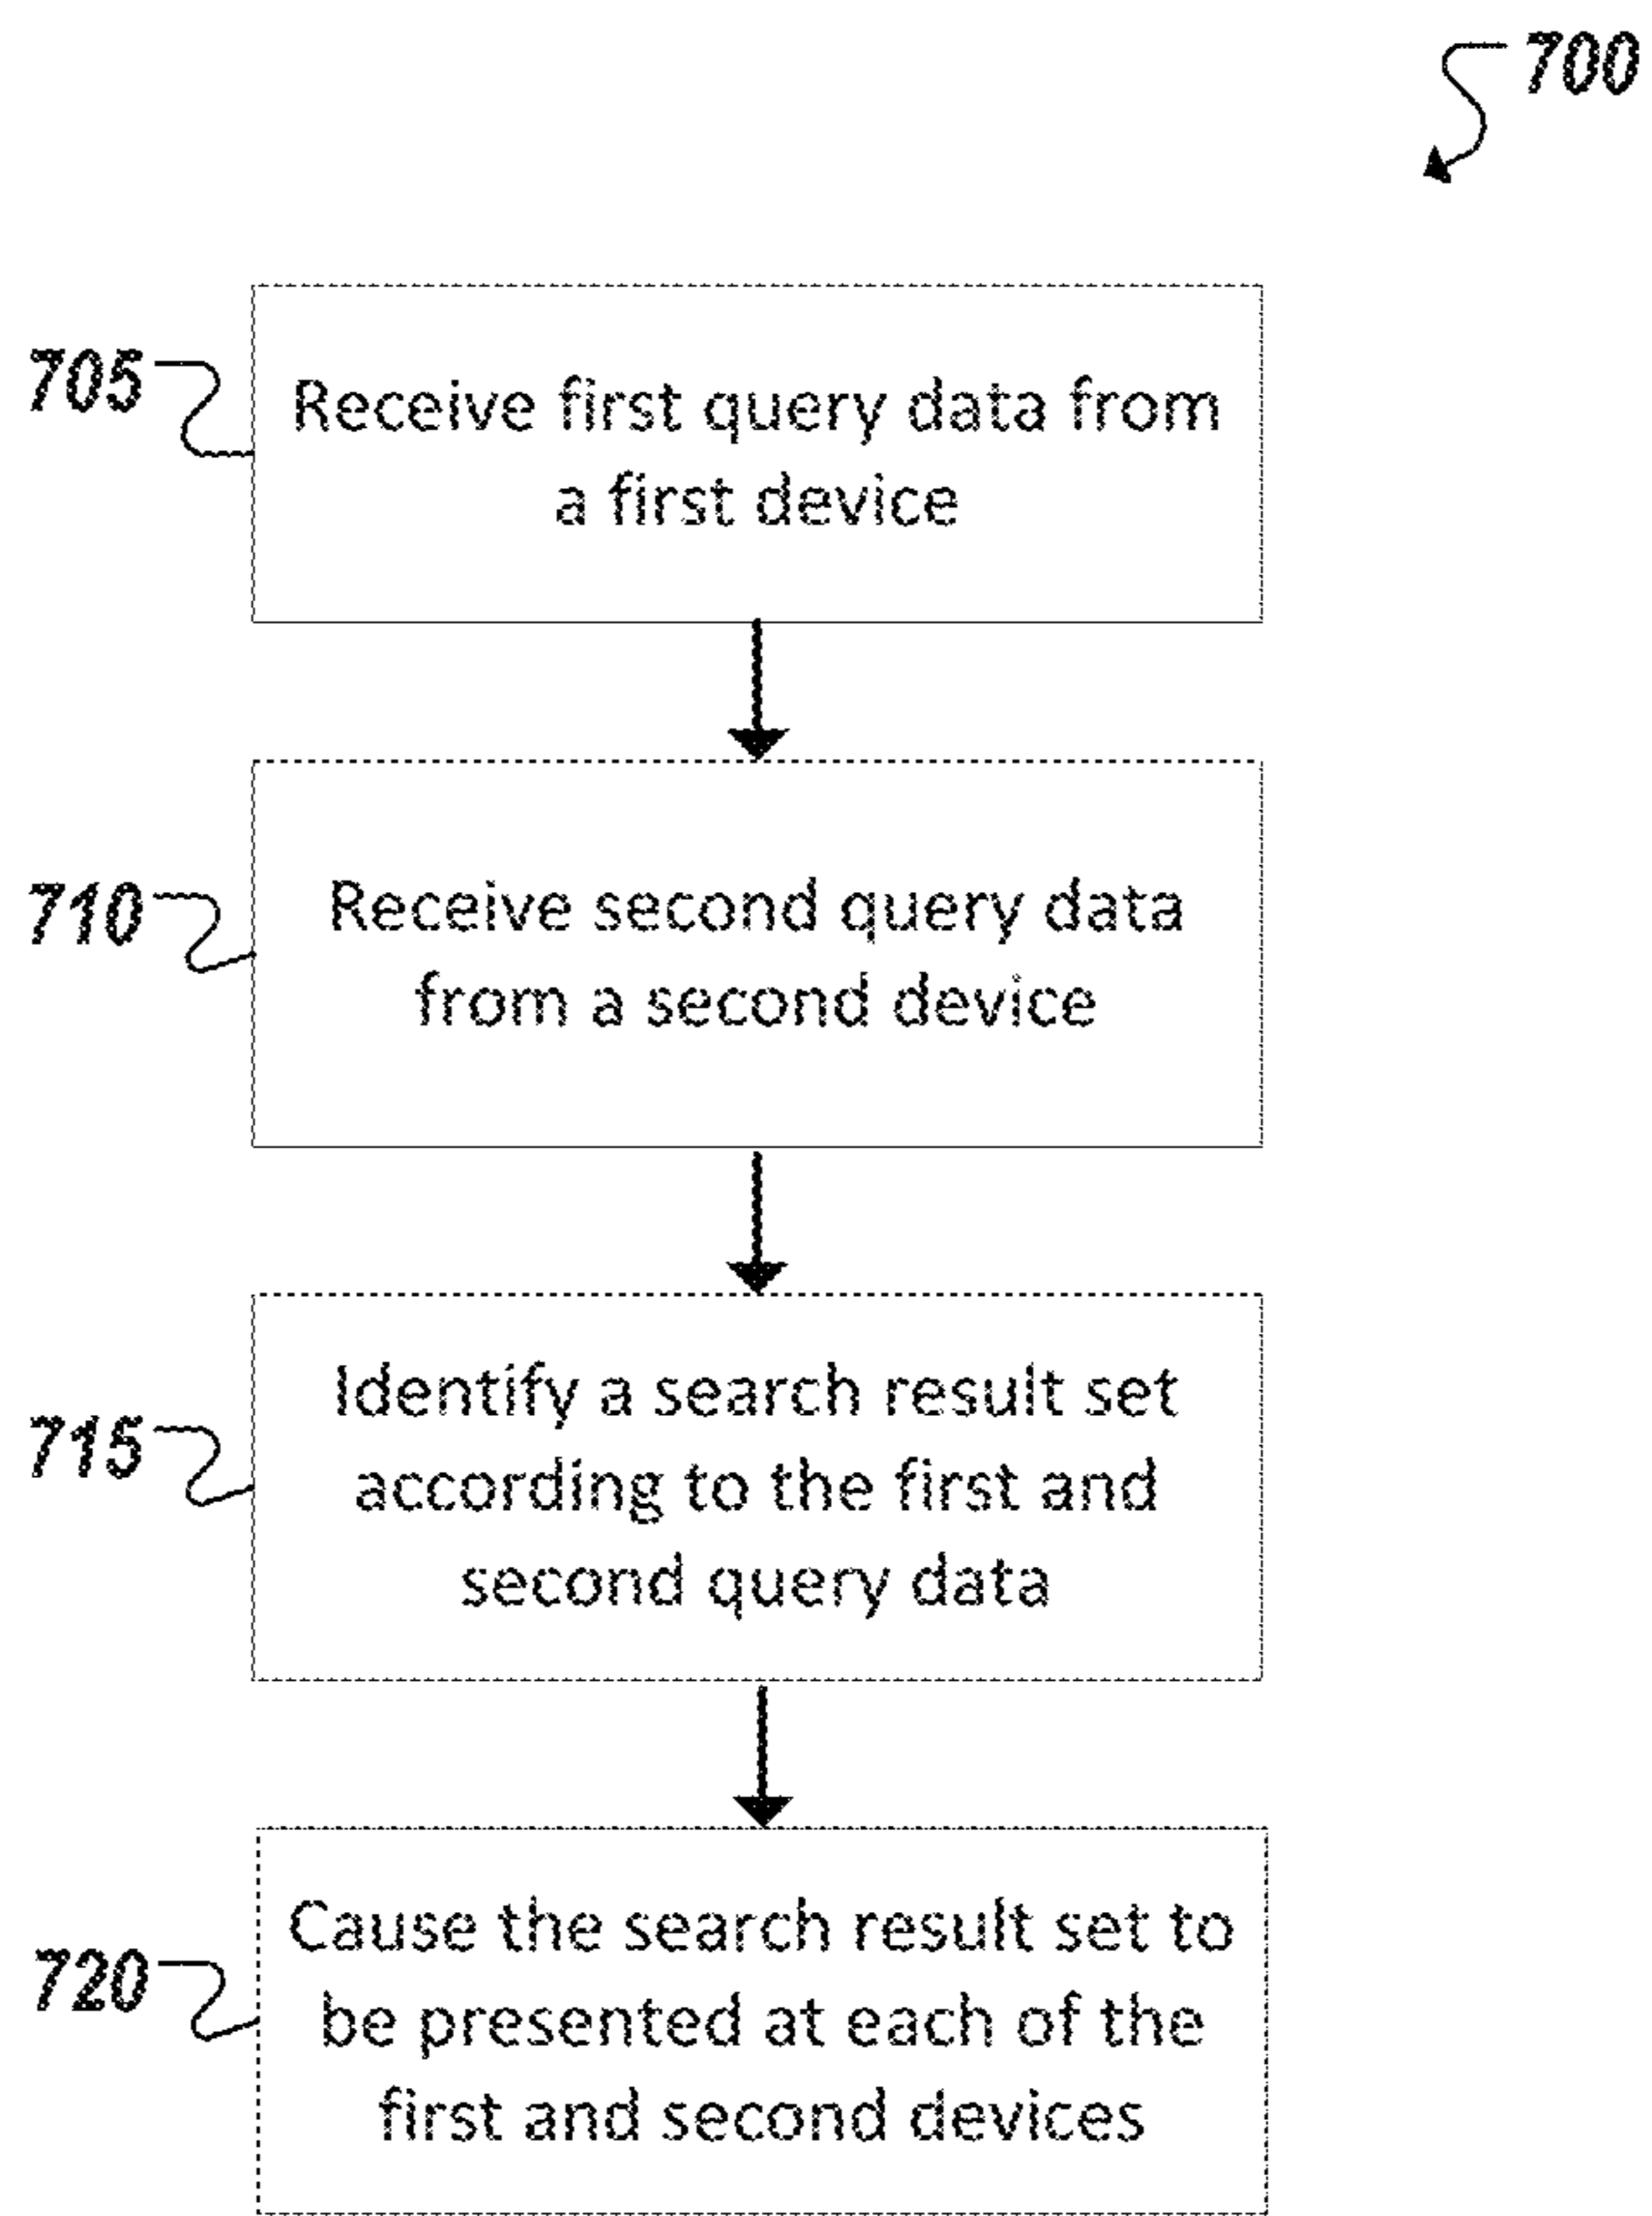 700
705
Receive first query data from
a first device
710
Receive second query data
from a second device
715
Identify a search result set
according to the first and
second query data
720
Cause the search result set to
be presented at each of the
first and second devices